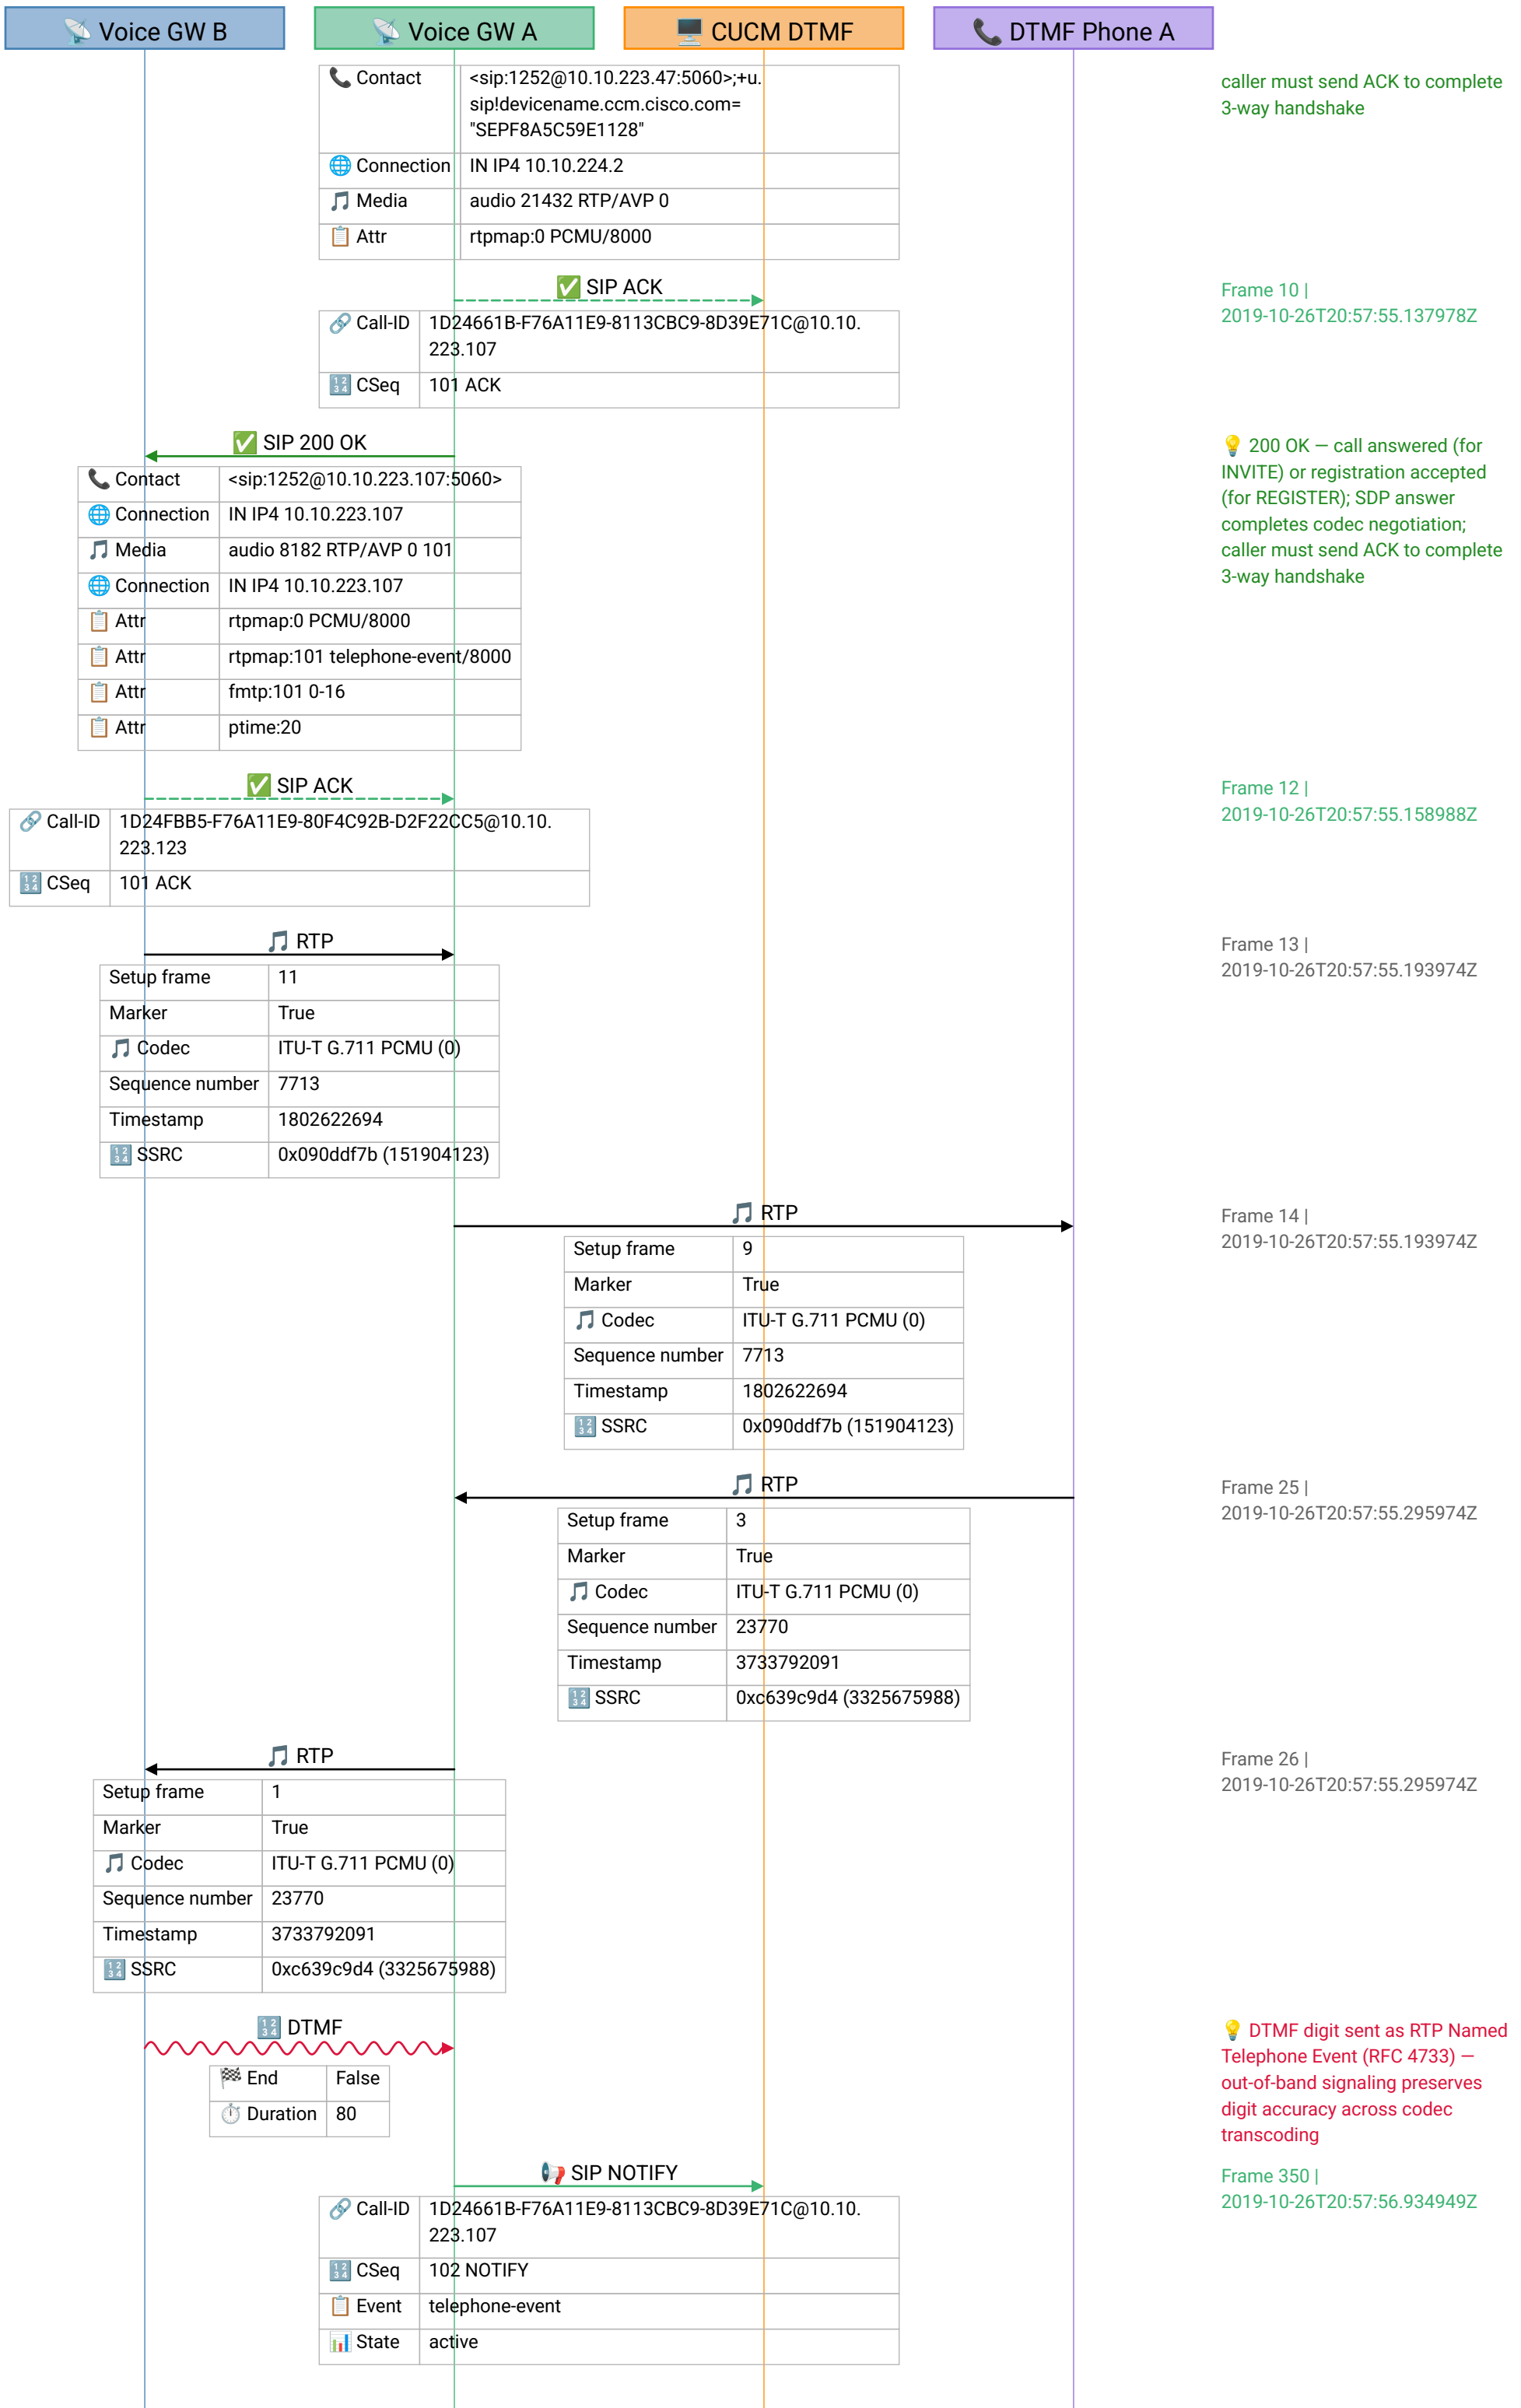 📡 Voice GW B
📡 Voice GW A
🖥️ CUCM DTMF
📞 DTMF Phone A
📞 Contact
<sip:1252@10.10.223.47:5060>;+u.
sip!devicename.ccm.cisco.com=
"SEPF8A5C59E1128"
🌐 Connection
IN IP4 10.10.224.2
🎵 Media
audio 21432 RTP/AVP 0
📋 Attr
rtpmap:0 PCMU/8000
caller must send ACK to complete
3-way handshake
✅ SIP ACK
Frame 10 |
2019-10-26T20:57:55.137978Z
🔗 Call-ID
1D24661B-F76A11E9-8113CBC9-8D39E71C@10.10.
223.107
🔢 CSeq
101 ACK
✅ SIP 200 OK
💡 200 OK — call answered (for
INVITE) or registration accepted
(for REGISTER); SDP answer
completes codec negotiation;
caller must send ACK to complete
3-way handshake
📞 Contact
<sip:1252@10.10.223.107:5060>
🌐 Connection
IN IP4 10.10.223.107
🎵 Media
audio 8182 RTP/AVP 0 101
🌐 Connection
IN IP4 10.10.223.107
📋 Attr
rtpmap:0 PCMU/8000
📋 Attr
rtpmap:101 telephone-event/8000
📋 Attr
fmtp:101 0-16
📋 Attr
ptime:20
✅ SIP ACK
Frame 12 |
2019-10-26T20:57:55.158988Z
🔗 Call-ID
1D24FBB5-F76A11E9-80F4C92B-D2F22CC5@10.10.
223.123
🔢 CSeq
101 ACK
🎵 RTP
Frame 13 |
2019-10-26T20:57:55.193974Z
Setup frame
11
Marker
True
🎵 Codec
ITU-T G.711 PCMU (0)
Sequence number
7713
Timestamp
1802622694
🔢 SSRC
0x090ddf7b (151904123)
🎵 RTP
Frame 14 |
2019-10-26T20:57:55.193974Z
Setup frame
9
Marker
True
🎵 Codec
ITU-T G.711 PCMU (0)
Sequence number
7713
Timestamp
1802622694
🔢 SSRC
0x090ddf7b (151904123)
🎵 RTP
Frame 25 |
2019-10-26T20:57:55.295974Z
Setup frame
3
Marker
True
🎵 Codec
ITU-T G.711 PCMU (0)
Sequence number
23770
Timestamp
3733792091
🔢 SSRC
0xc639c9d4 (3325675988)
🎵 RTP
Frame 26 |
2019-10-26T20:57:55.295974Z
Setup frame
1
Marker
True
🎵 Codec
ITU-T G.711 PCMU (0)
Sequence number
23770
Timestamp
3733792091
🔢 SSRC
0xc639c9d4 (3325675988)
🔢 DTMF
💡 DTMF digit sent as RTP Named
Telephone Event (RFC 4733) —
out-of-band signaling preserves
digit accuracy across codec
transcoding
🏁 End
False
⏱️ Duration
80
📢 SIP NOTIFY
Frame 350 |
2019-10-26T20:57:56.934949Z
🔗 Call-ID
1D24661B-F76A11E9-8113CBC9-8D39E71C@10.10.
223.107
🔢 CSeq
102 NOTIFY
📋 Event
telephone-event
📊 State
active